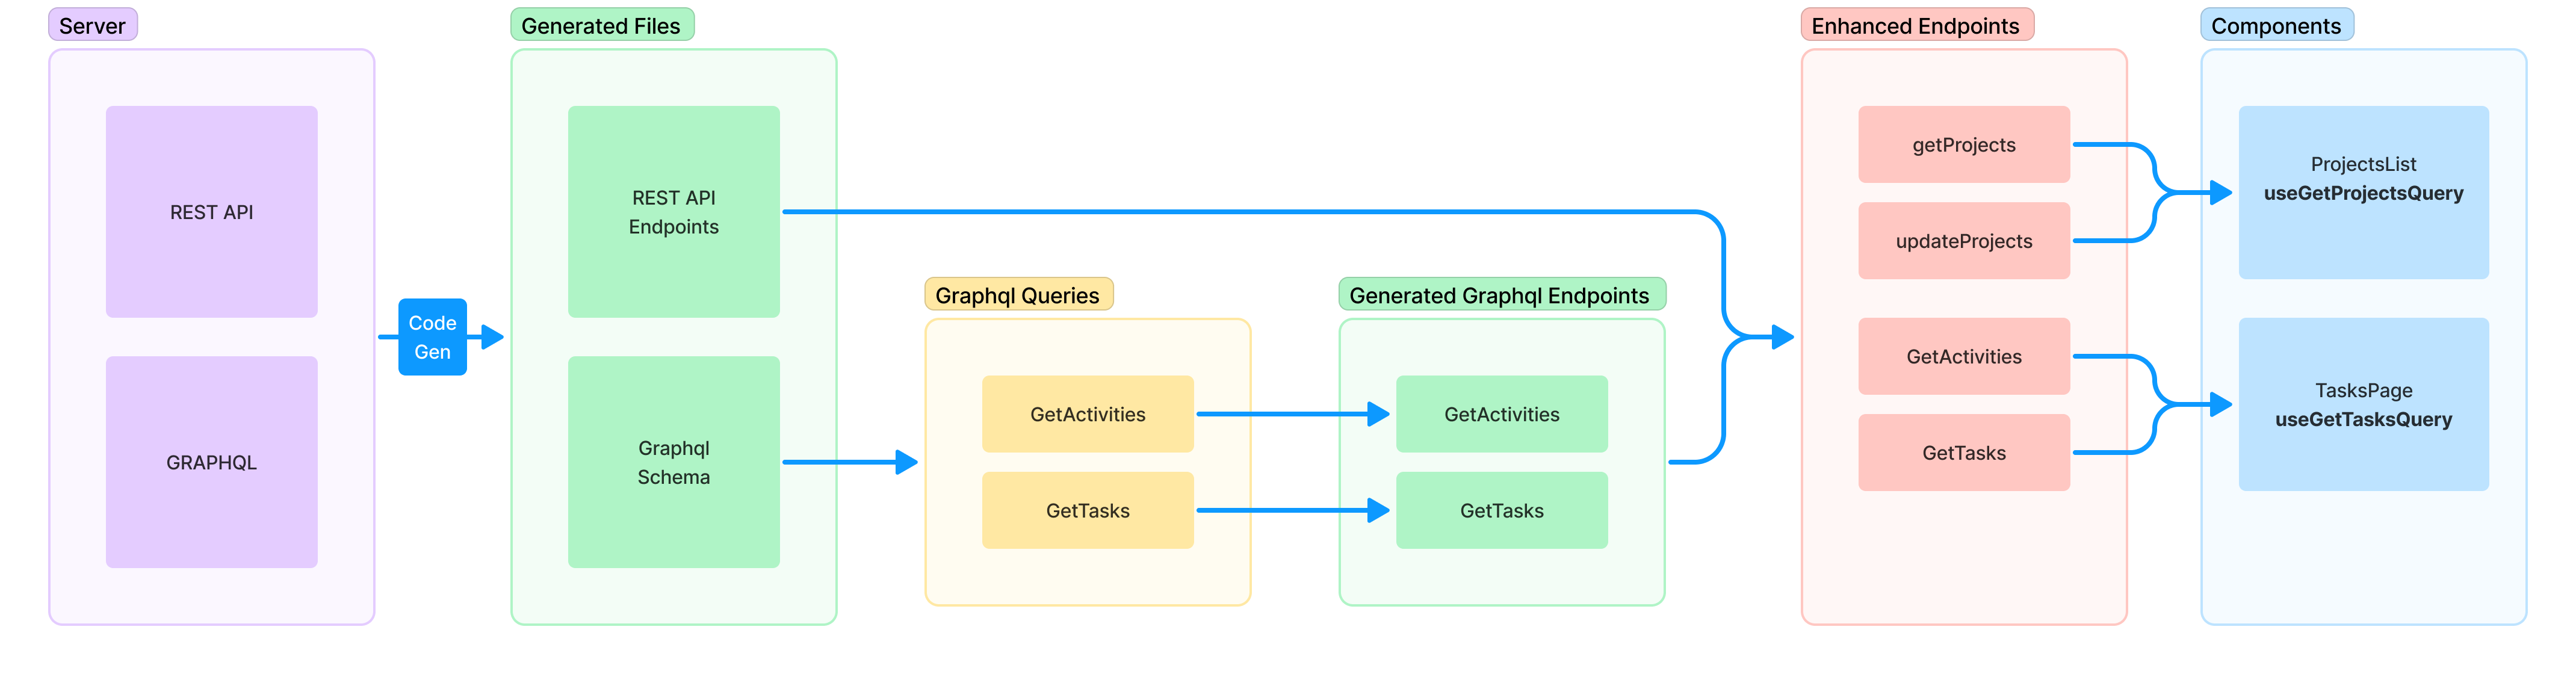 Server
REST API
GRAPHQL
Code
Gen
Generated Files
REST API
Endpoints
Graphql
Schema
Graphql Queries
GetActivities
GetTasks
Generated Graphql Endpoints
GetActivities
GetTasks
Enhanced Endpoints
getProjects
updateProjects
GetActivities
GetTasks
Components
ProjectsList
useGetProjectsQuery
TasksPage
useGetTasksQuery